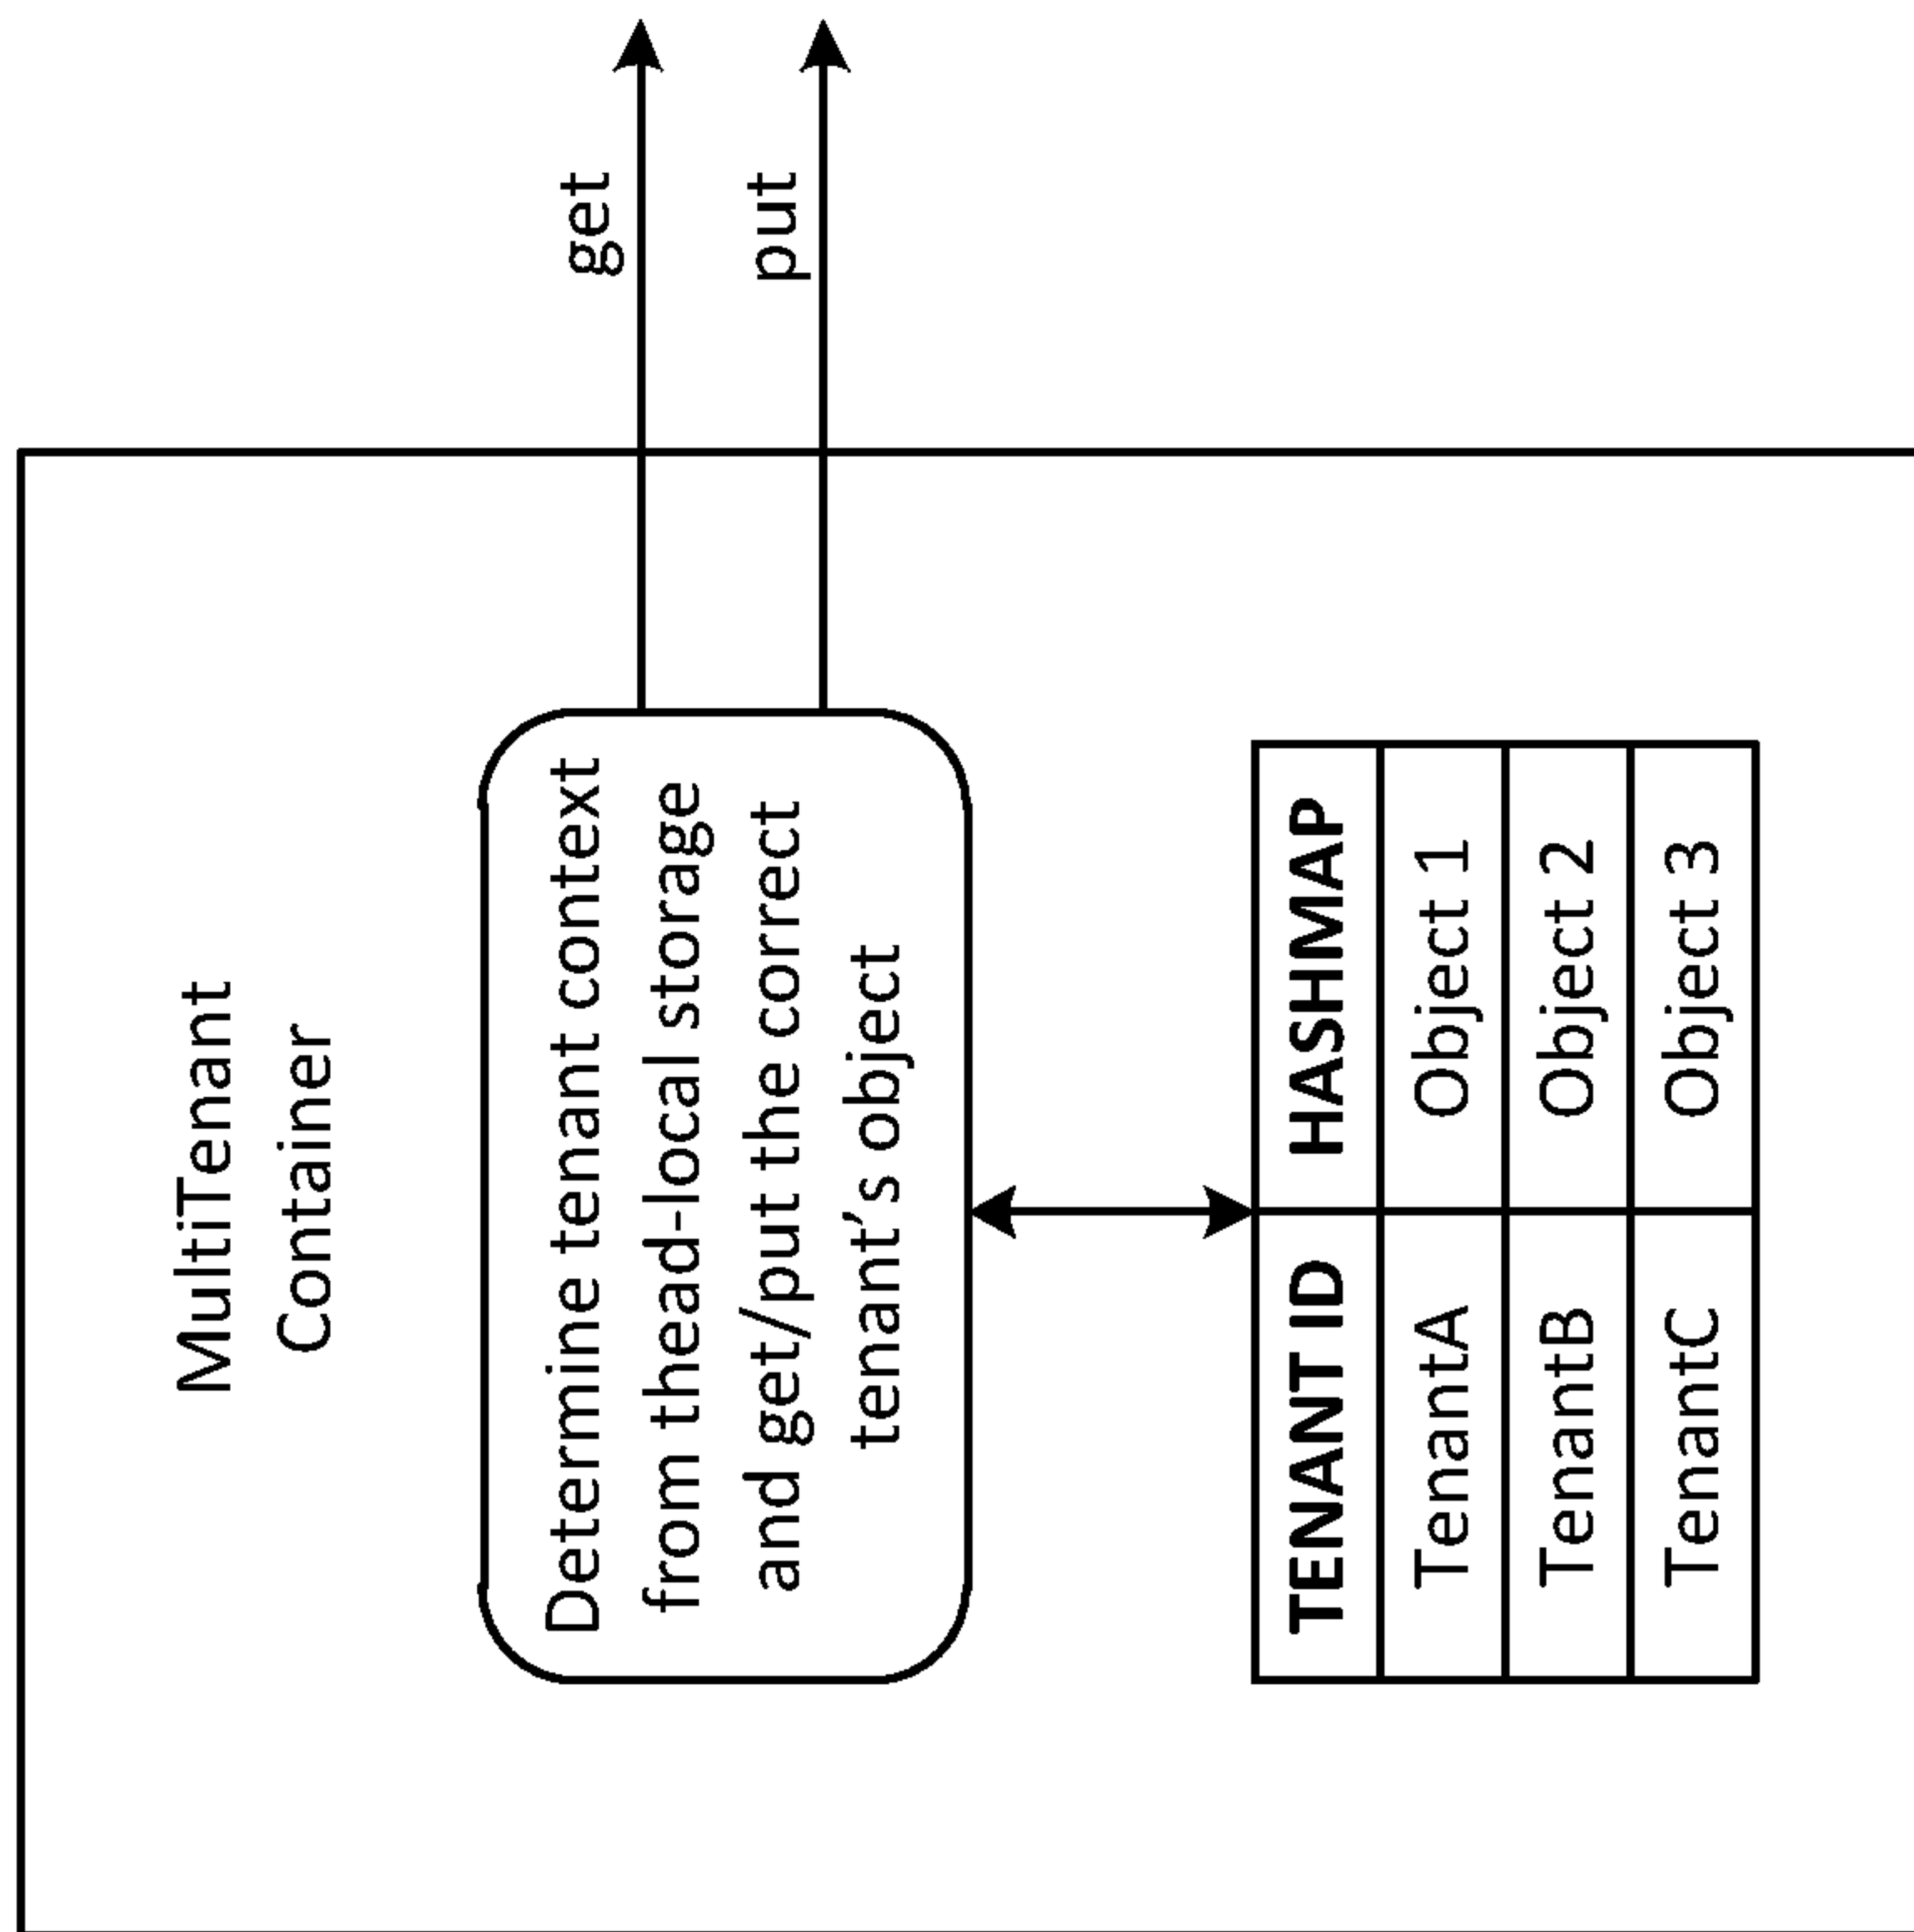 MultiTenant
Container
get
put
Determine tenant context
from thead-local storage
and get/put the correct
tenant’s object
TENANT ID HASHMAP
TenantA Object 1
TenantB Object 2
TenantC Object 3